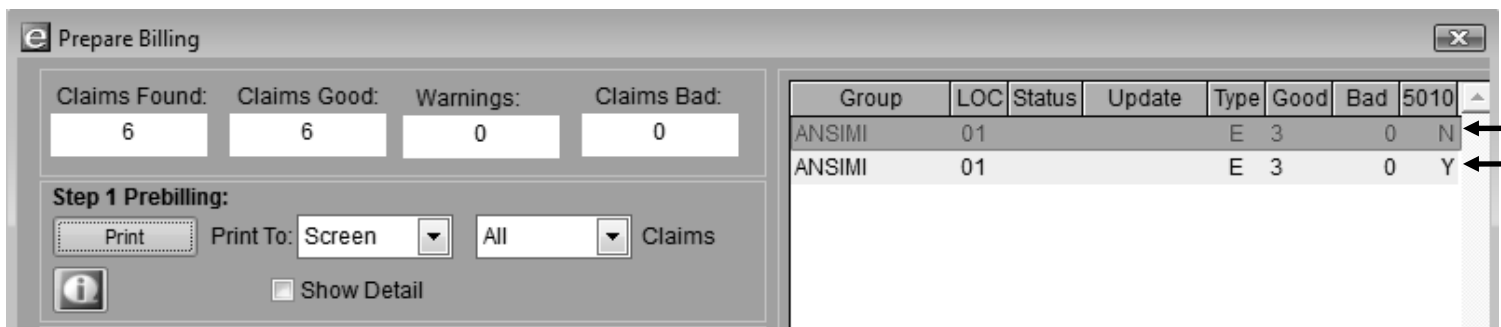 e Prepare Billing
Claims Found: Claims Good: Warnings: Claims Bad:
6 6 0 0
Step 1 Prebilling:
Print Print To: Screen All Claims
i
Show Detail
Group LOC Status Update Type Good Bad 5010
ANSIMI 01 E 3 0 N
ANSIMI 01 E 3 0 Y